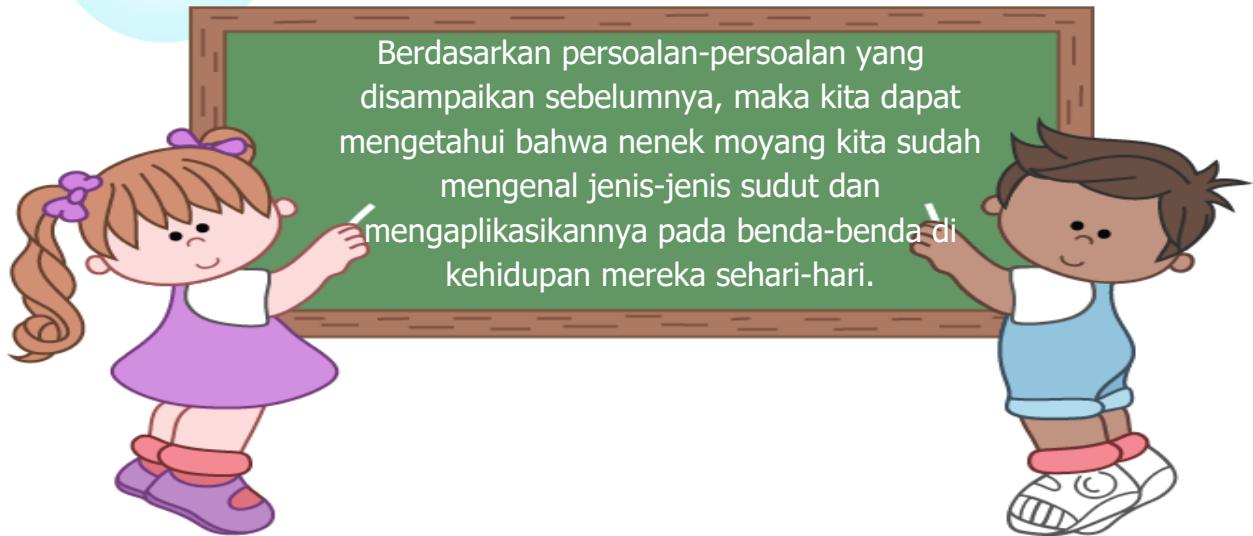 Berdasarkan persoalan-persoalan yang
disampaikan sebelumnya, maka kita dapat
mengetahui bahwa nenek moyang kita sudah
mengenal jenis-jenis sudut dan
mengaplikasikannya pada benda-benda di
kehidupan mereka sehari-hari.